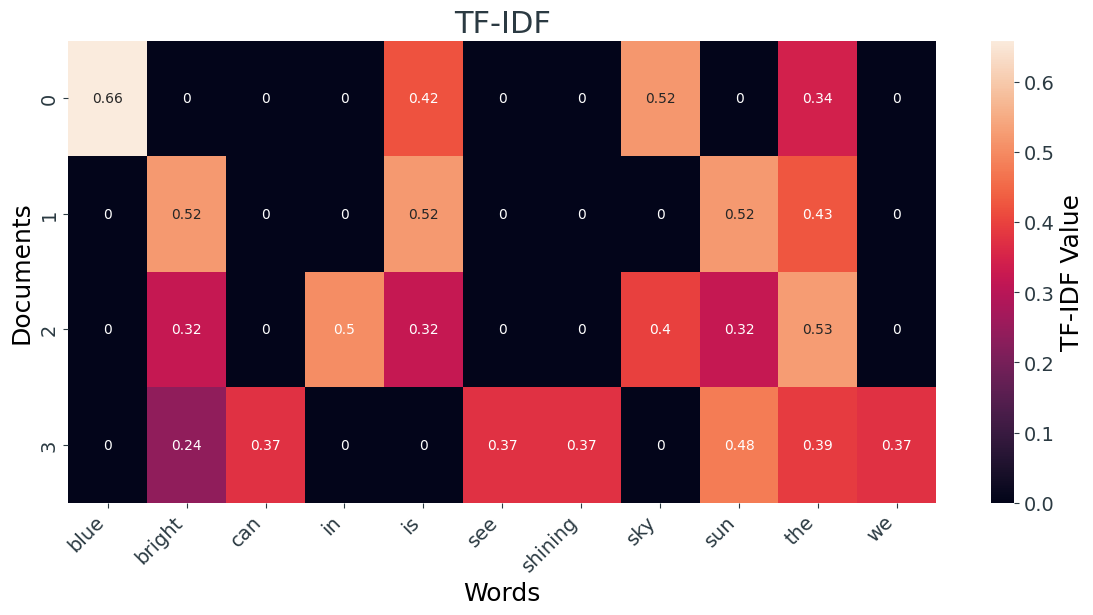 TF-IDF
0 0.66 0 0 0 0.42 0 0 0.52 0 0.34 0
1 0 0.52 0 0 0.52 0 0 0 0.52 0.43 0
2 0 0.32 0 0.5 0.32 0 0 0.4 0.32 0.53 0
3 0 0.24 0.37 0 0 0.37 0.37 0 0.48 0.39 0.37
blue bright can in is see shining sky sun the we
Words
Documents
0.6
0.5
0.4
0.3
0.2
0.1
0.0
TF-IDF Value